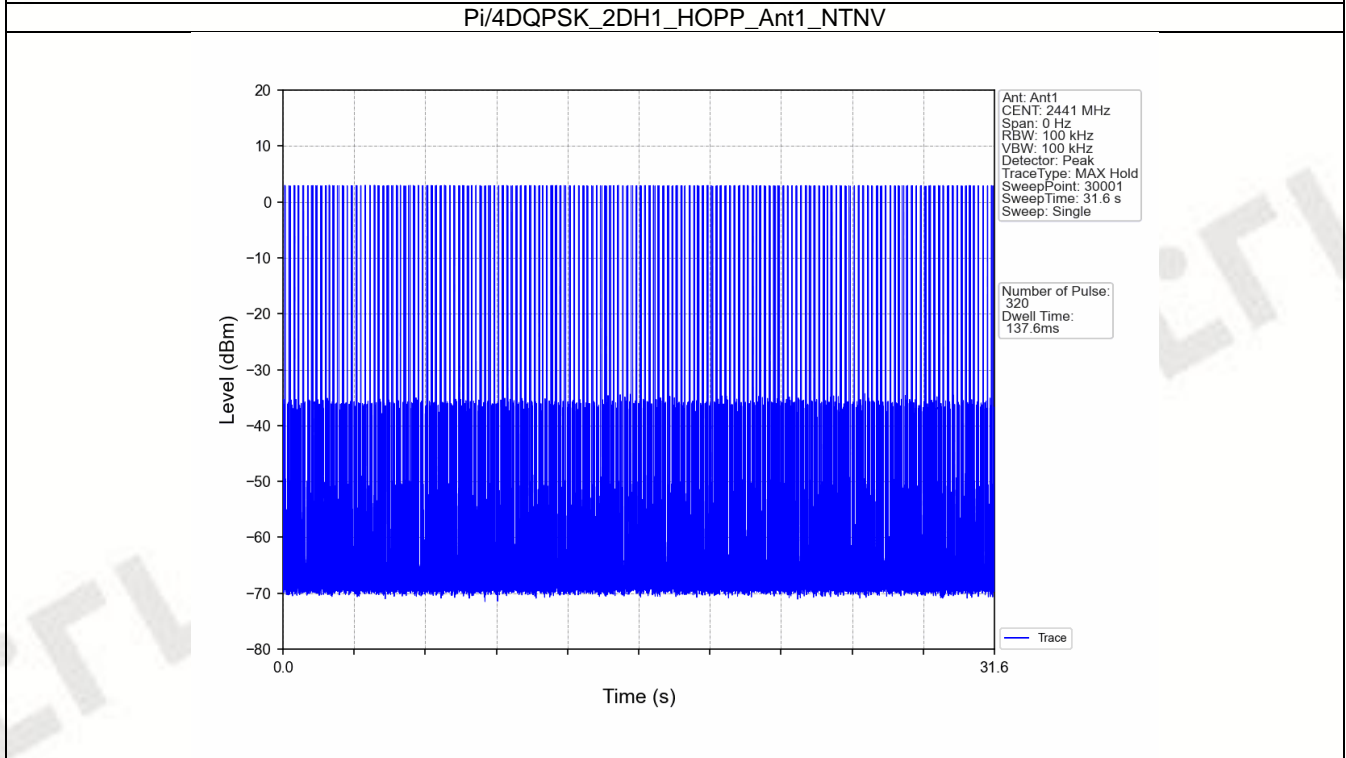 Pi/4DQPSK_2DH1_HOPP_Ant1_NTNV
20
10
0
−10
−20
−30
−40
−50
−60
−70
−80
Level (dBm)
0.0
31.6
Time (s)
Ant: Ant1
CENT: 2441 MHz
Span: 0 Hz
RBW: 100 kHz
VBW: 100 kHz
Detector: Peak
TraceType: MAX Hold
SweepPoint: 30001
SweepTime: 31.6 s
Sweep: Single
Number of Pulse:
320
Dwell Time:
137.6ms
Trace